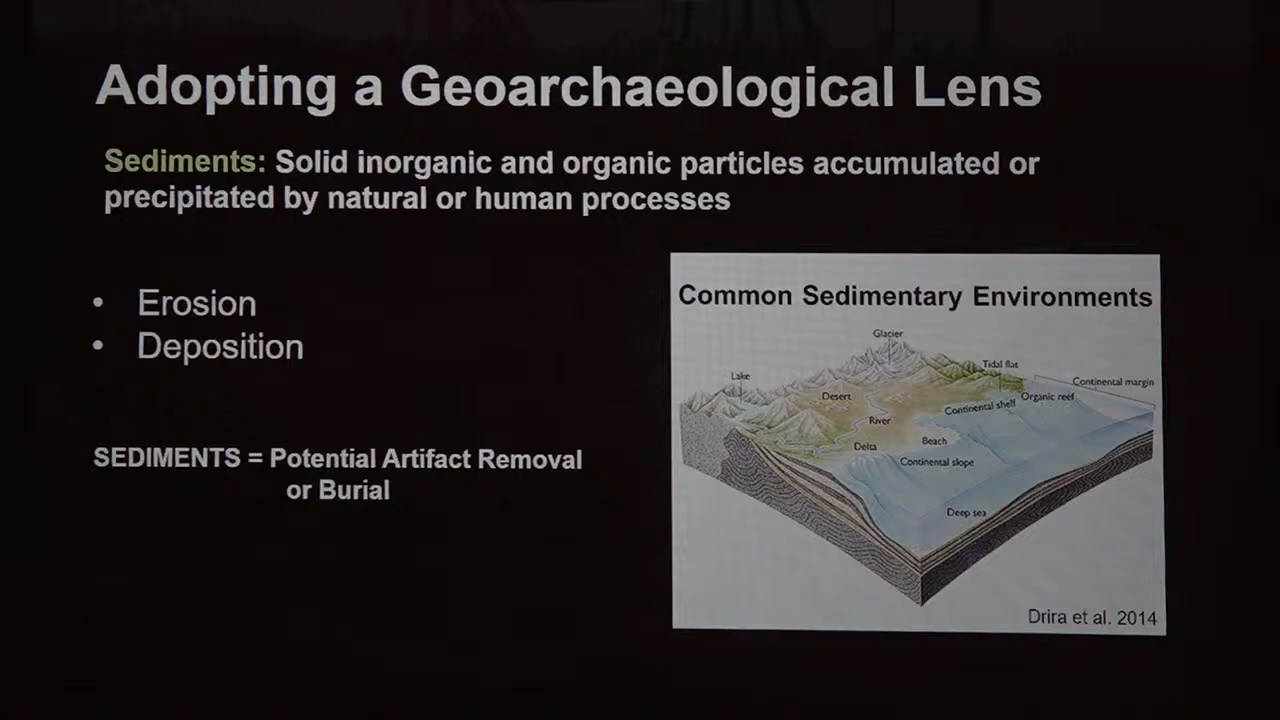 Adopting a Geoarchaeological Lens
Sediments: Solid inorganic and organic particles accumulated or
precipitated by natural or human processes
• Erosion
• Deposition
SEDIMENTS = Potential Artifact Removal
or Burial
Common Sedimentary Environments
Glacier
Tidal flat
Lake
Continental margin
Desert
Organic reef
Continental shelf
River
Beach
Delta
Continental slope
Deep sea
Drira et al. 2014